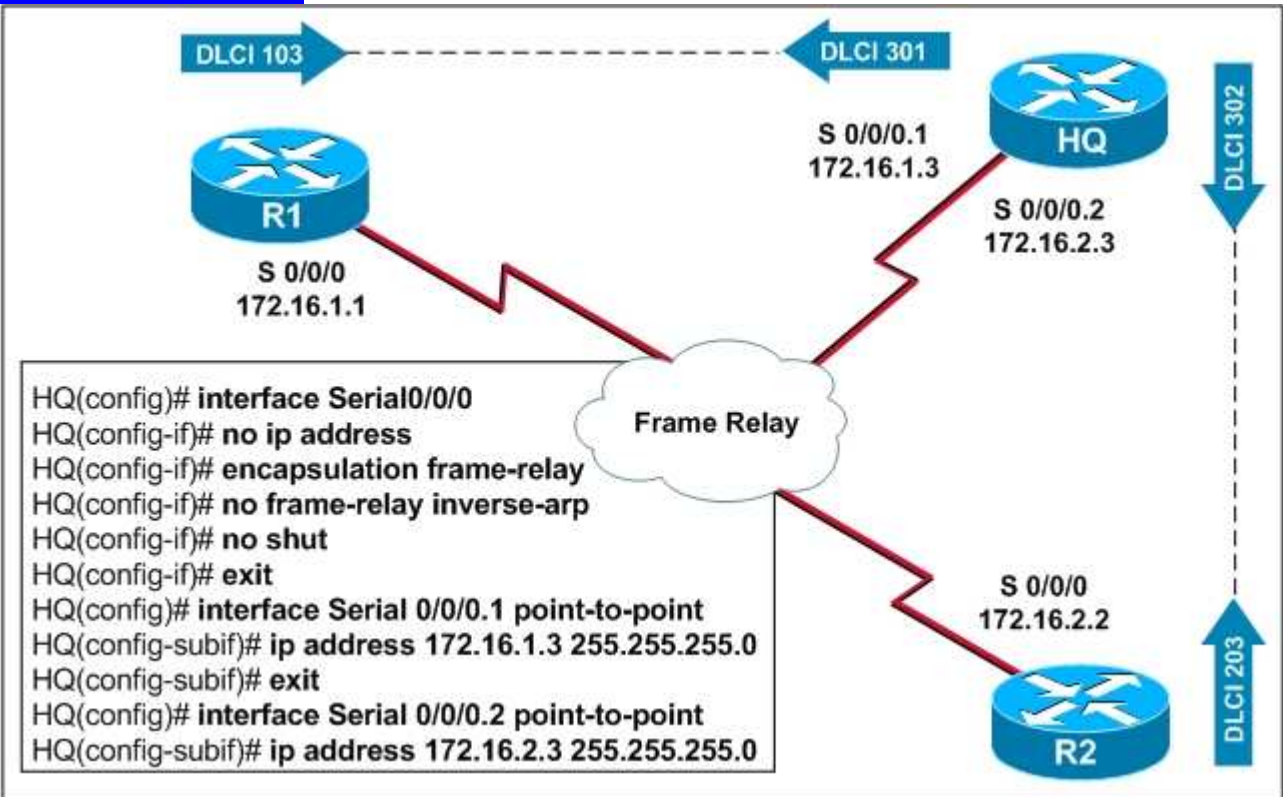 DLCI 103
DLCI 301
DLCI 302
S 0/0/0.1
172.16.1.3
HQ
R1
S 0/0/0.2
172.16.2.3
S 0/0/0
172.16.1.1
Frame Relay
HQ(config)# interface Serial0/0/0
HQ(config-if)# no ip address
HQ(config-if)# encapsulation frame-relay
HQ(config-if)# no frame-relay inverse-arp
HQ(config-if)# no shut
HQ(config-if)# exit
HQ(config)# interface Serial 0/0/0.1 point-to-point
HQ(config-subif)# ip address 172.16.1.3 255.255.255.0
HQ(config-subif)# exit
HQ(config)# interface Serial 0/0/0.2 point-to-point
HQ(config-subif)# ip address 172.16.2.3 255.255.255.0
S 0/0/0
172.16.2.2
DLCI 203
R2